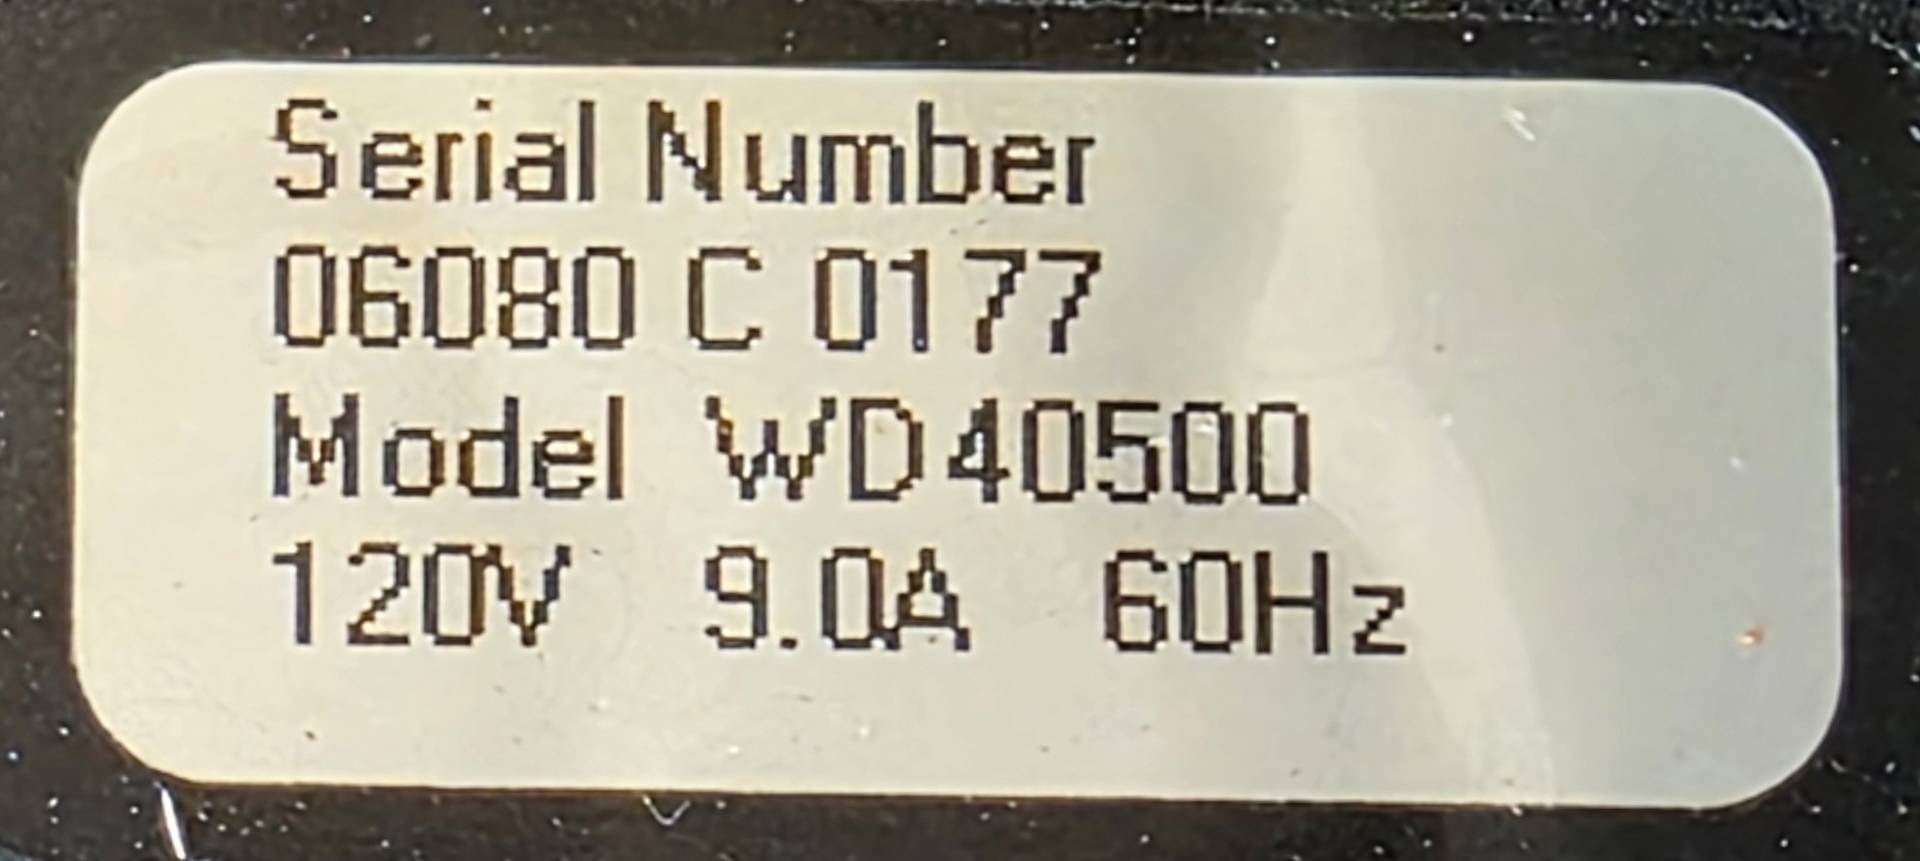 Serial Number
06080 C 0177
Model WD40500
120V 9.0A 60Hz